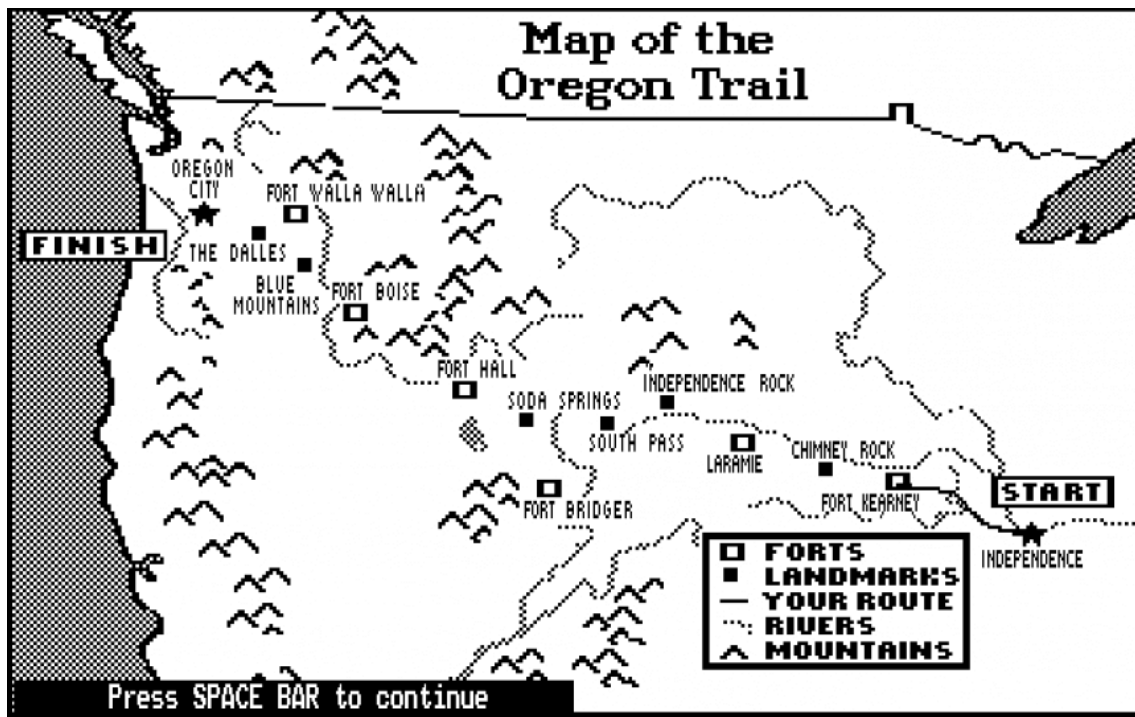 Map of the
Oregon Trail
OREGON
CITY
FORT WALLA WALLA
FINISH
THE DALLES
BLUE
MOUNTAINS
FORT BOISE
FORT HALL
INDEPENDENCE ROCK
SODA SPRINGS
SOUTH PASS
LARAMIE
CHIMNEY ROCK
FORT KEARNEY
START
FORT BRIDGER
INDEPENDENCE
FORTS
LANDMARKS
YOUR ROUTE
RIVERS
MOUNTAINS
Press SPACE BAR to continue